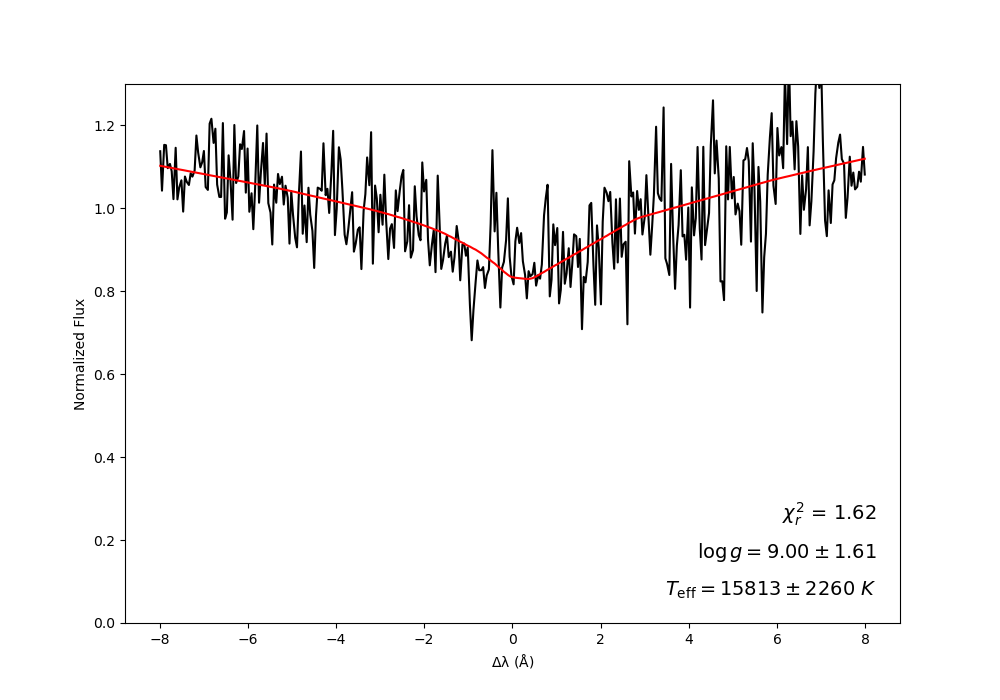 Normalized Flux
1.2
1.0
0.8
0.6
0.4
0.2
0.0
χ²ᵣ = 1.62
log g = 9.00 ± 1.61
T_eff = 15813 ± 2260 K
−8 −6 −4 −2 0 2 4 6 8
Δλ (Å)